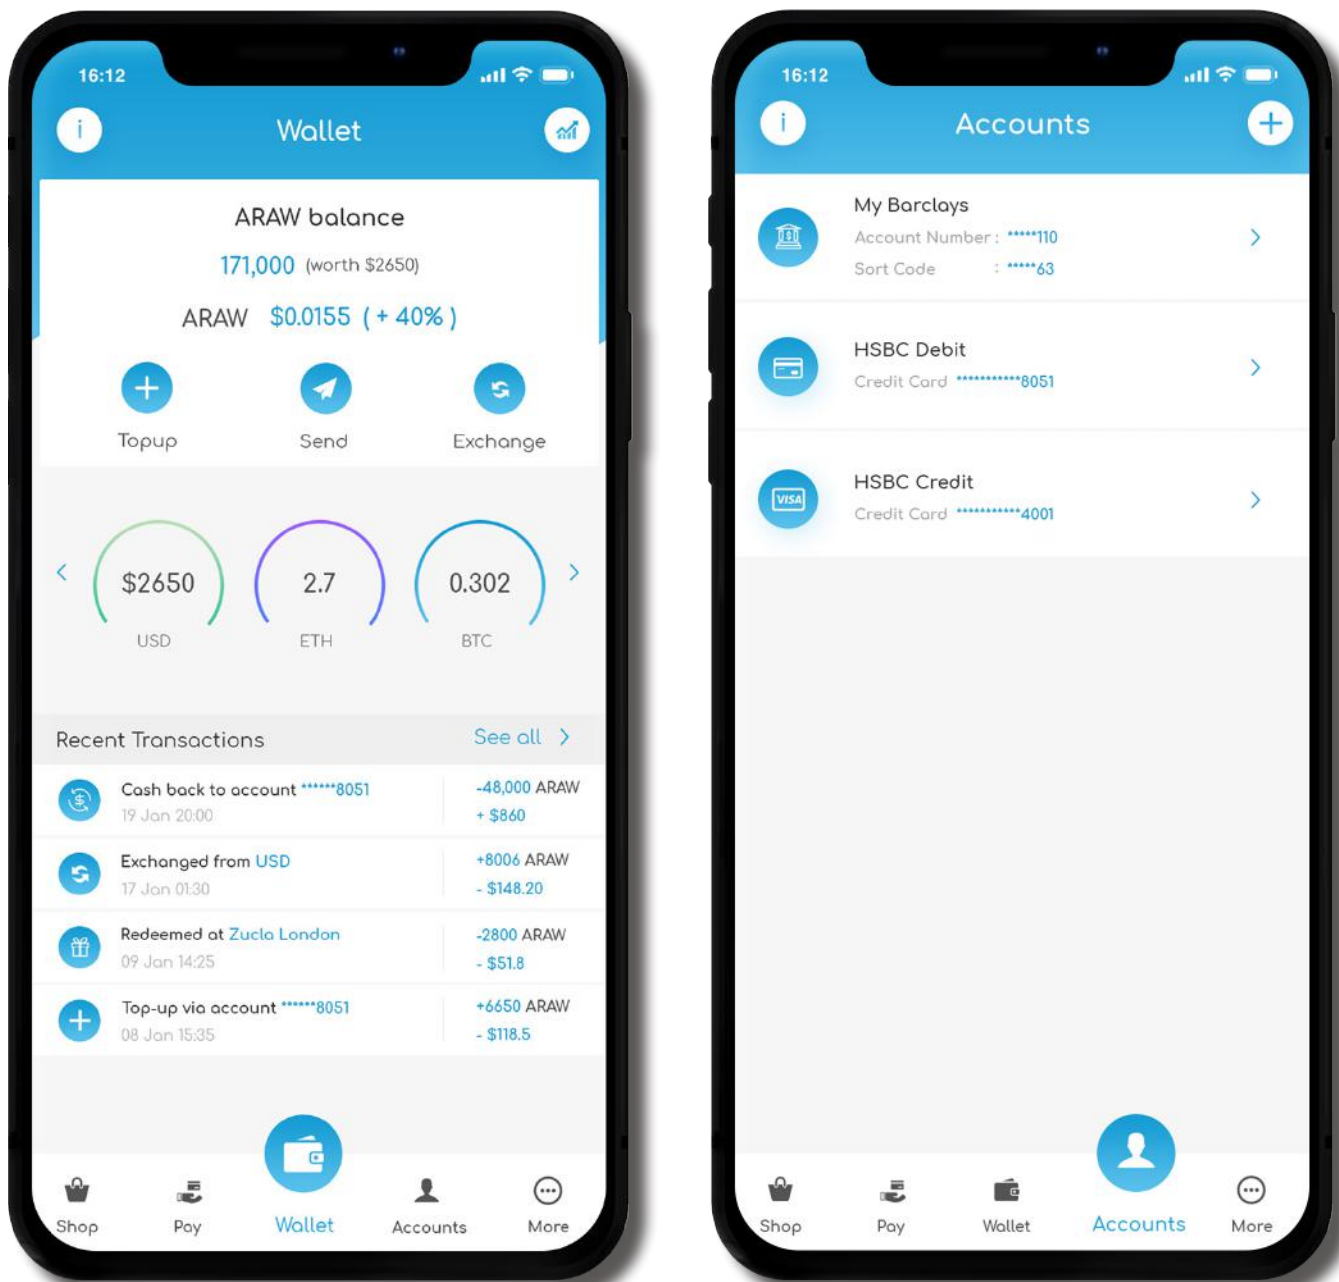 16:12
i
Wallet
ARAW balance
171,000 (worth $2650)
ARAW $0.0155 ( + 40% )
Topup Send Exchange
$2650 2.7 0.302
USD ETH BTC
Recent Transactions See all
Cash back to account ******8051 -48,000 ARAW
19 Jan 20:00 + $860
Exchanged from USD +8006 ARAW
17 Jan 01:30 - $148.20
Redeemed at Zucla London -2800 ARAW
09 Jan 14:25 - $51.8
Top-up via account ******8051 +6650 ARAW
08 Jan 15:35 - $118.5
Shop Pay Wallet Accounts More
16:12
i
Accounts
My Barclays
Account Number : *****110
Sort Code : *****63
HSBC Debit
Credit Card ***********8051
HSBC Credit
VISA
Credit Card ***********4001
Shop Pay Wallet Accounts More